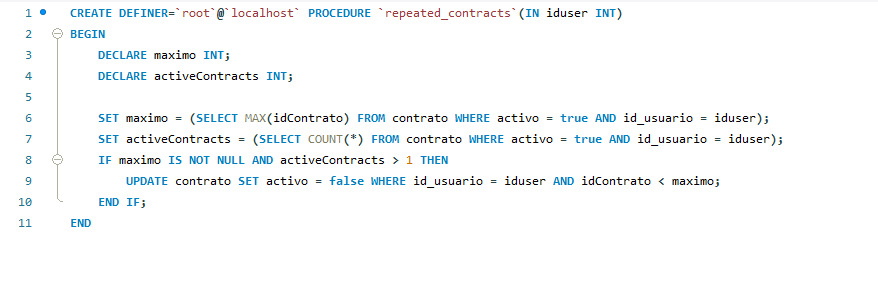 1 CREATE DEFINER=`root`@`localhost` PROCEDURE `repeated_contracts`(IN iduser INT)
2 BEGIN
3 DECLARE maximo INT;
4 DECLARE activeContracts INT;
5
6 SET maximo = (SELECT MAX(idContrato) FROM contrato WHERE activo = true AND id_usuario = iduser);
7 SET activeContracts = (SELECT COUNT(*) FROM contrato WHERE activo = true AND id_usuario = iduser);
8 IF maximo IS NOT NULL AND activeContracts > 1 THEN
9 UPDATE contrato SET activo = false WHERE id_usuario = iduser AND idContrato < maximo;
10 END IF;
11 END